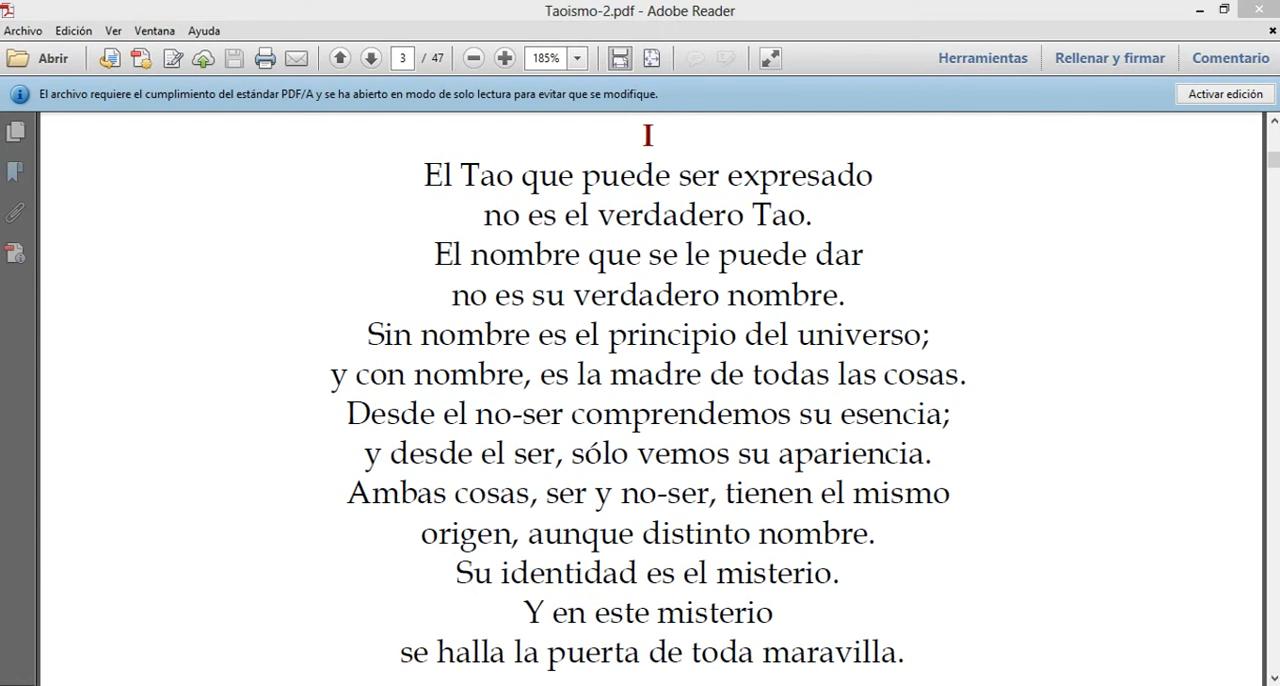 Taoismo-2.pdf - Adobe Reader
Archivo Edición Ver Ventana Ayuda
Abrir 3 / 47 185% Herramientas Rellenar y firmar Comentario
El archivo requiere el cumplimiento del estándar PDF/A y se ha abierto en modo de solo lectura para evitar que se modifique. Activar edición
I
El Tao que puede ser expresado
no es el verdadero Tao.
El nombre que se le puede dar
no es su verdadero nombre.
Sin nombre es el principio del universo;
y con nombre, es la madre de todas las cosas.
Desde el no-ser comprendemos su esencia;
y desde el ser, sólo vemos su apariencia.
Ambas cosas, ser y no-ser, tienen el mismo
origen, aunque distinto nombre.
Su identidad es el misterio.
Y en este misterio
se halla la puerta de toda maravilla.